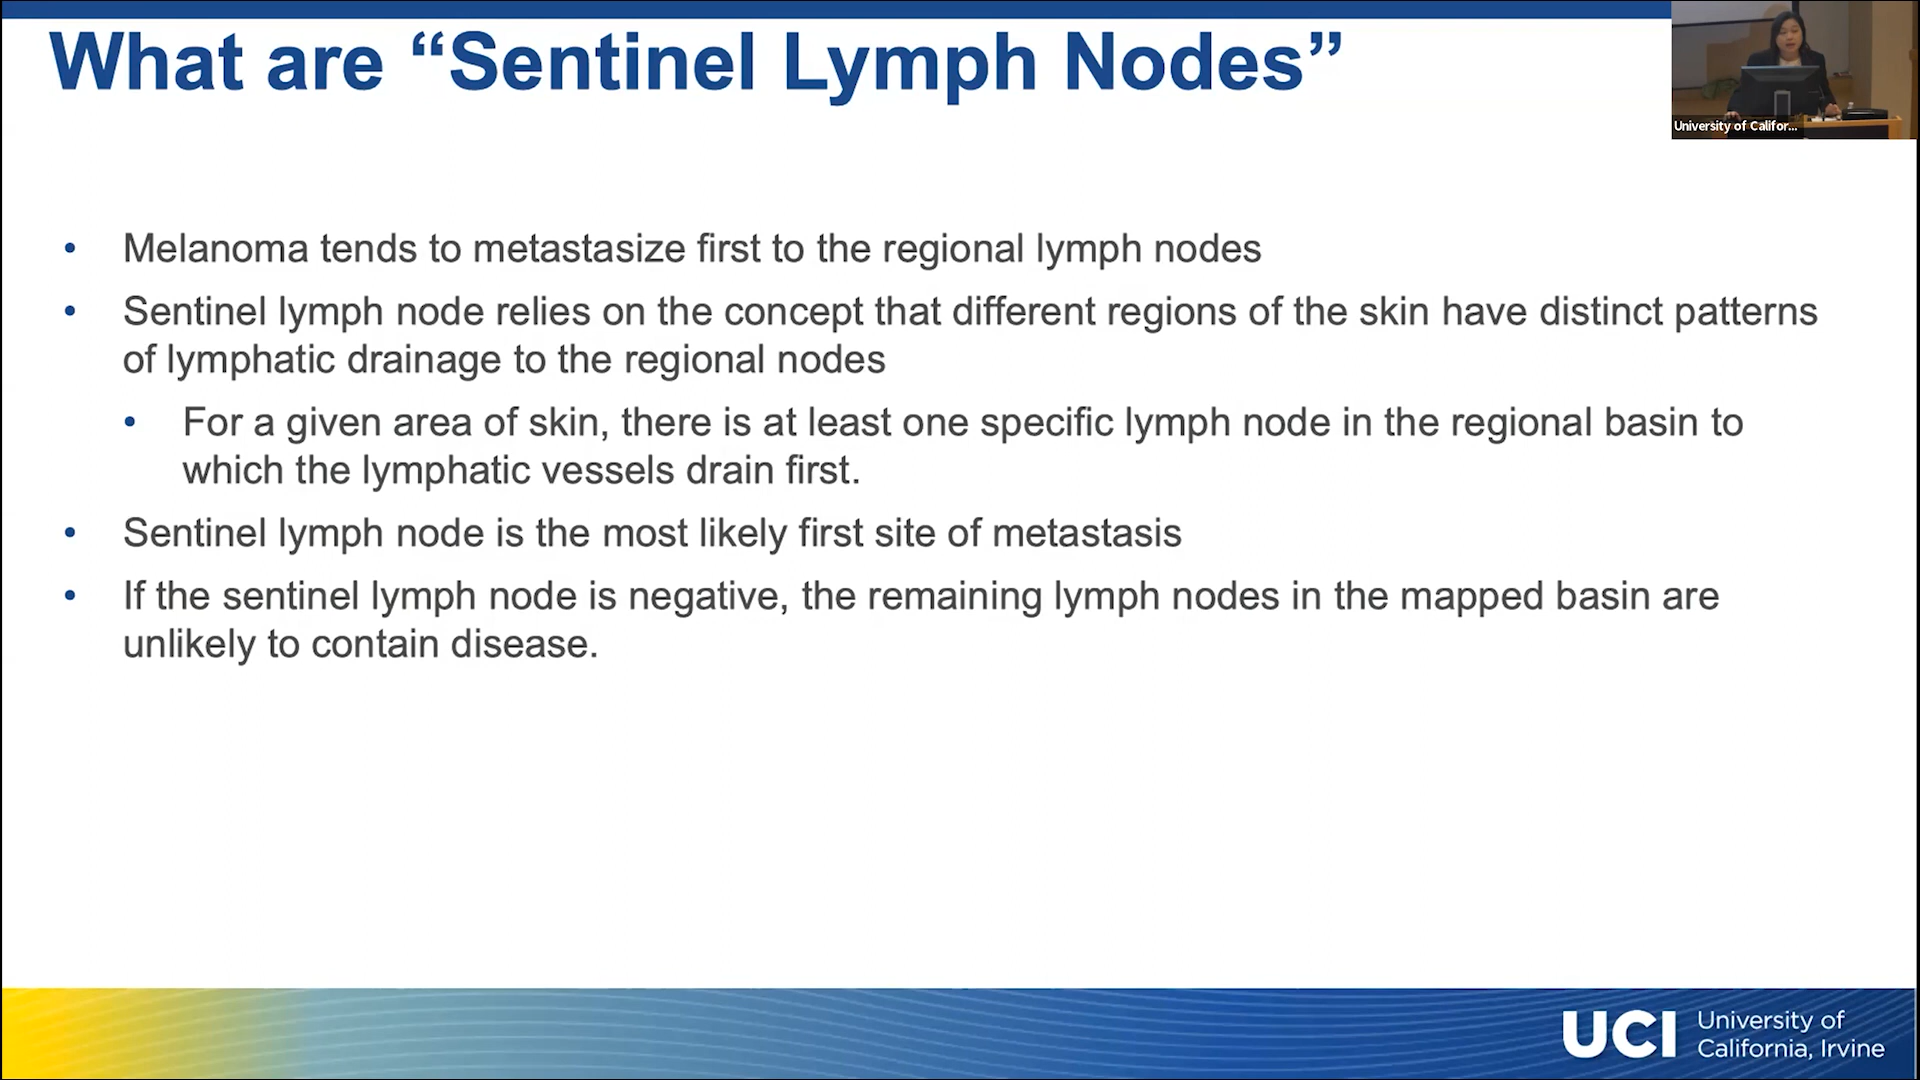 What are “Sentinel Lymph Nodes”
University of Califor...
• Melanoma tends to metastasize first to the regional lymph nodes
• Sentinel lymph node relies on the concept that different regions of the skin have distinct patterns
of lymphatic drainage to the regional nodes
• For a given area of skin, there is at least one specific lymph node in the regional basin to
which the lymphatic vessels drain first.
• Sentinel lymph node is the most likely first site of metastasis
• If the sentinel lymph node is negative, the remaining lymph nodes in the mapped basin are
unlikely to contain disease.
UCI
University of
California, Irvine